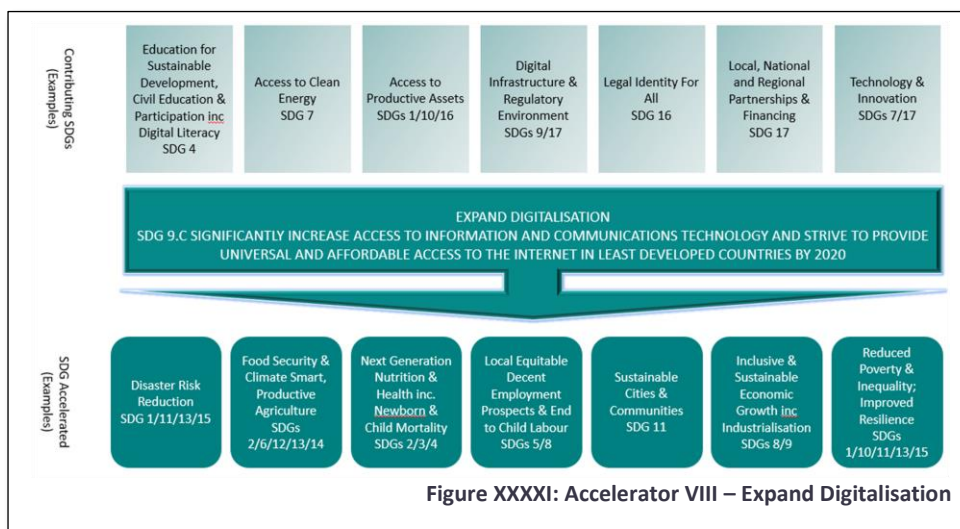 Contributing SDGs
(Examples)
Education for
Sustainable
Development,
Civil Education &
Participation inc
Digital Literacy
SDG 4
Access to Clean
Energy
SDG 7
Access to
Productive Assets
SDGs 1/10/16
Digital
Infrastructure &
Regulatory
Environment
SDGs 9/17
Legal Identity For
All
SDG 16
Local, National
and Regional
Partnerships &
Financing
SDG 17
Technology &
Innovation
SDGs 7/17
EXPAND DIGITALISATION
SDG 9.C SIGNIFICANTLY INCREASE ACCESS TO INFORMATION AND COMMUNICATIONS TECHNOLOGY AND STRIVE TO PROVIDE
UNIVERSAL AND AFFORDABLE ACCESS TO THE INTERNET IN LEAST DEVELOPED COUNTRIES BY 2020
SDG Accelerated
(Examples)
Disaster Risk
Reduction
SDG 1/11/13/15
Food Security &
Climate Smart,
Productive
Agriculture
SDGs
2/6/12/13/14
Next Generation
Nutrition &
Health inc.
Newborn &
Child Mortality
SDGs 2/3/4
Local Equitable
Decent
Employment
Prospects & End
to Child Labour
SDGs 5/8
Sustainable
Cities &
Communities
SDG 11
Inclusive &
Sustainable
Economic
Growth inc
Industrialisation
SDGs 8/9
Reduced
Poverty &
Inequality;
Improved
Resilience
SDGs
1/10/11/13/15
Figure XXXXI: Accelerator VIII – Expand Digitalisation